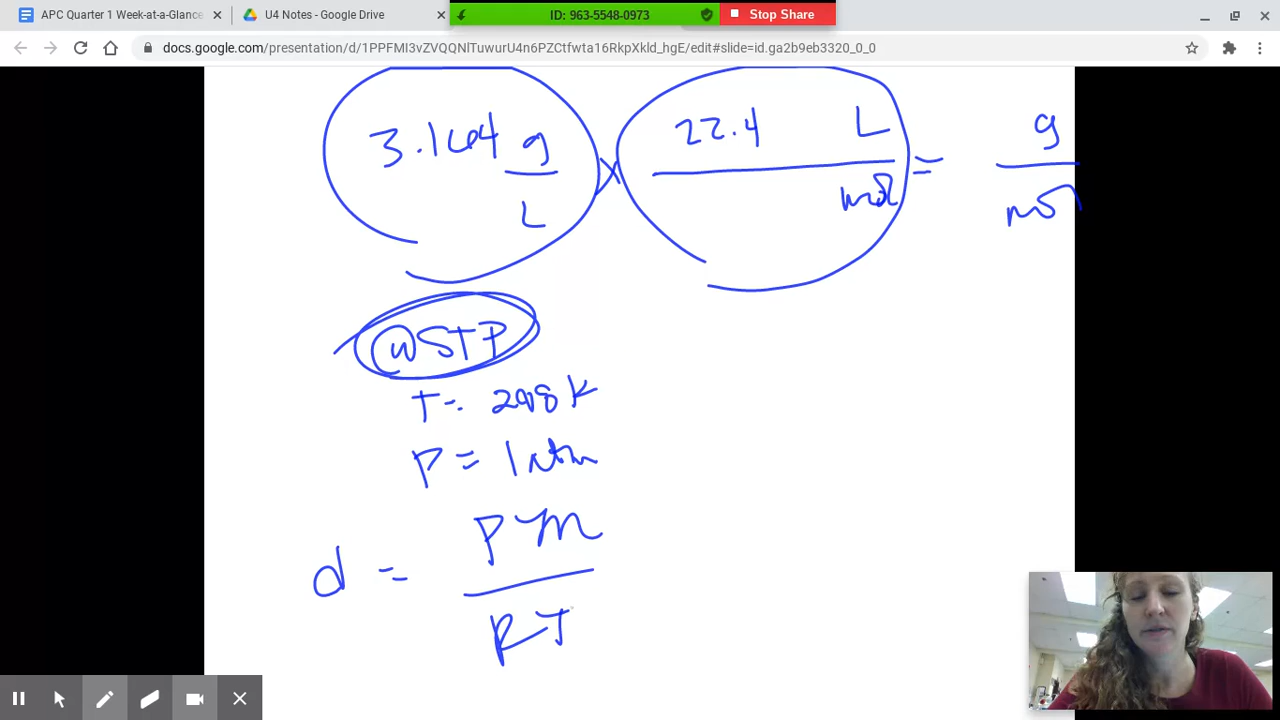 APC Quarter 1 Week-at-a-Glance
U4 Notes - Google Drive
ID: 963-5548-0973
Stop Share
docs.google.com/presentation/d/1PPFMI3vZVQQNlTuwurU4n6PZCtfwta16RkpXkld_hgE/edit#slide=id.ga2b9eb3320_0_0
3.164 g/L × 22.4 L/mol = g/mol
@STP
T = 298 K
P = 1 atm
d = PM/RT